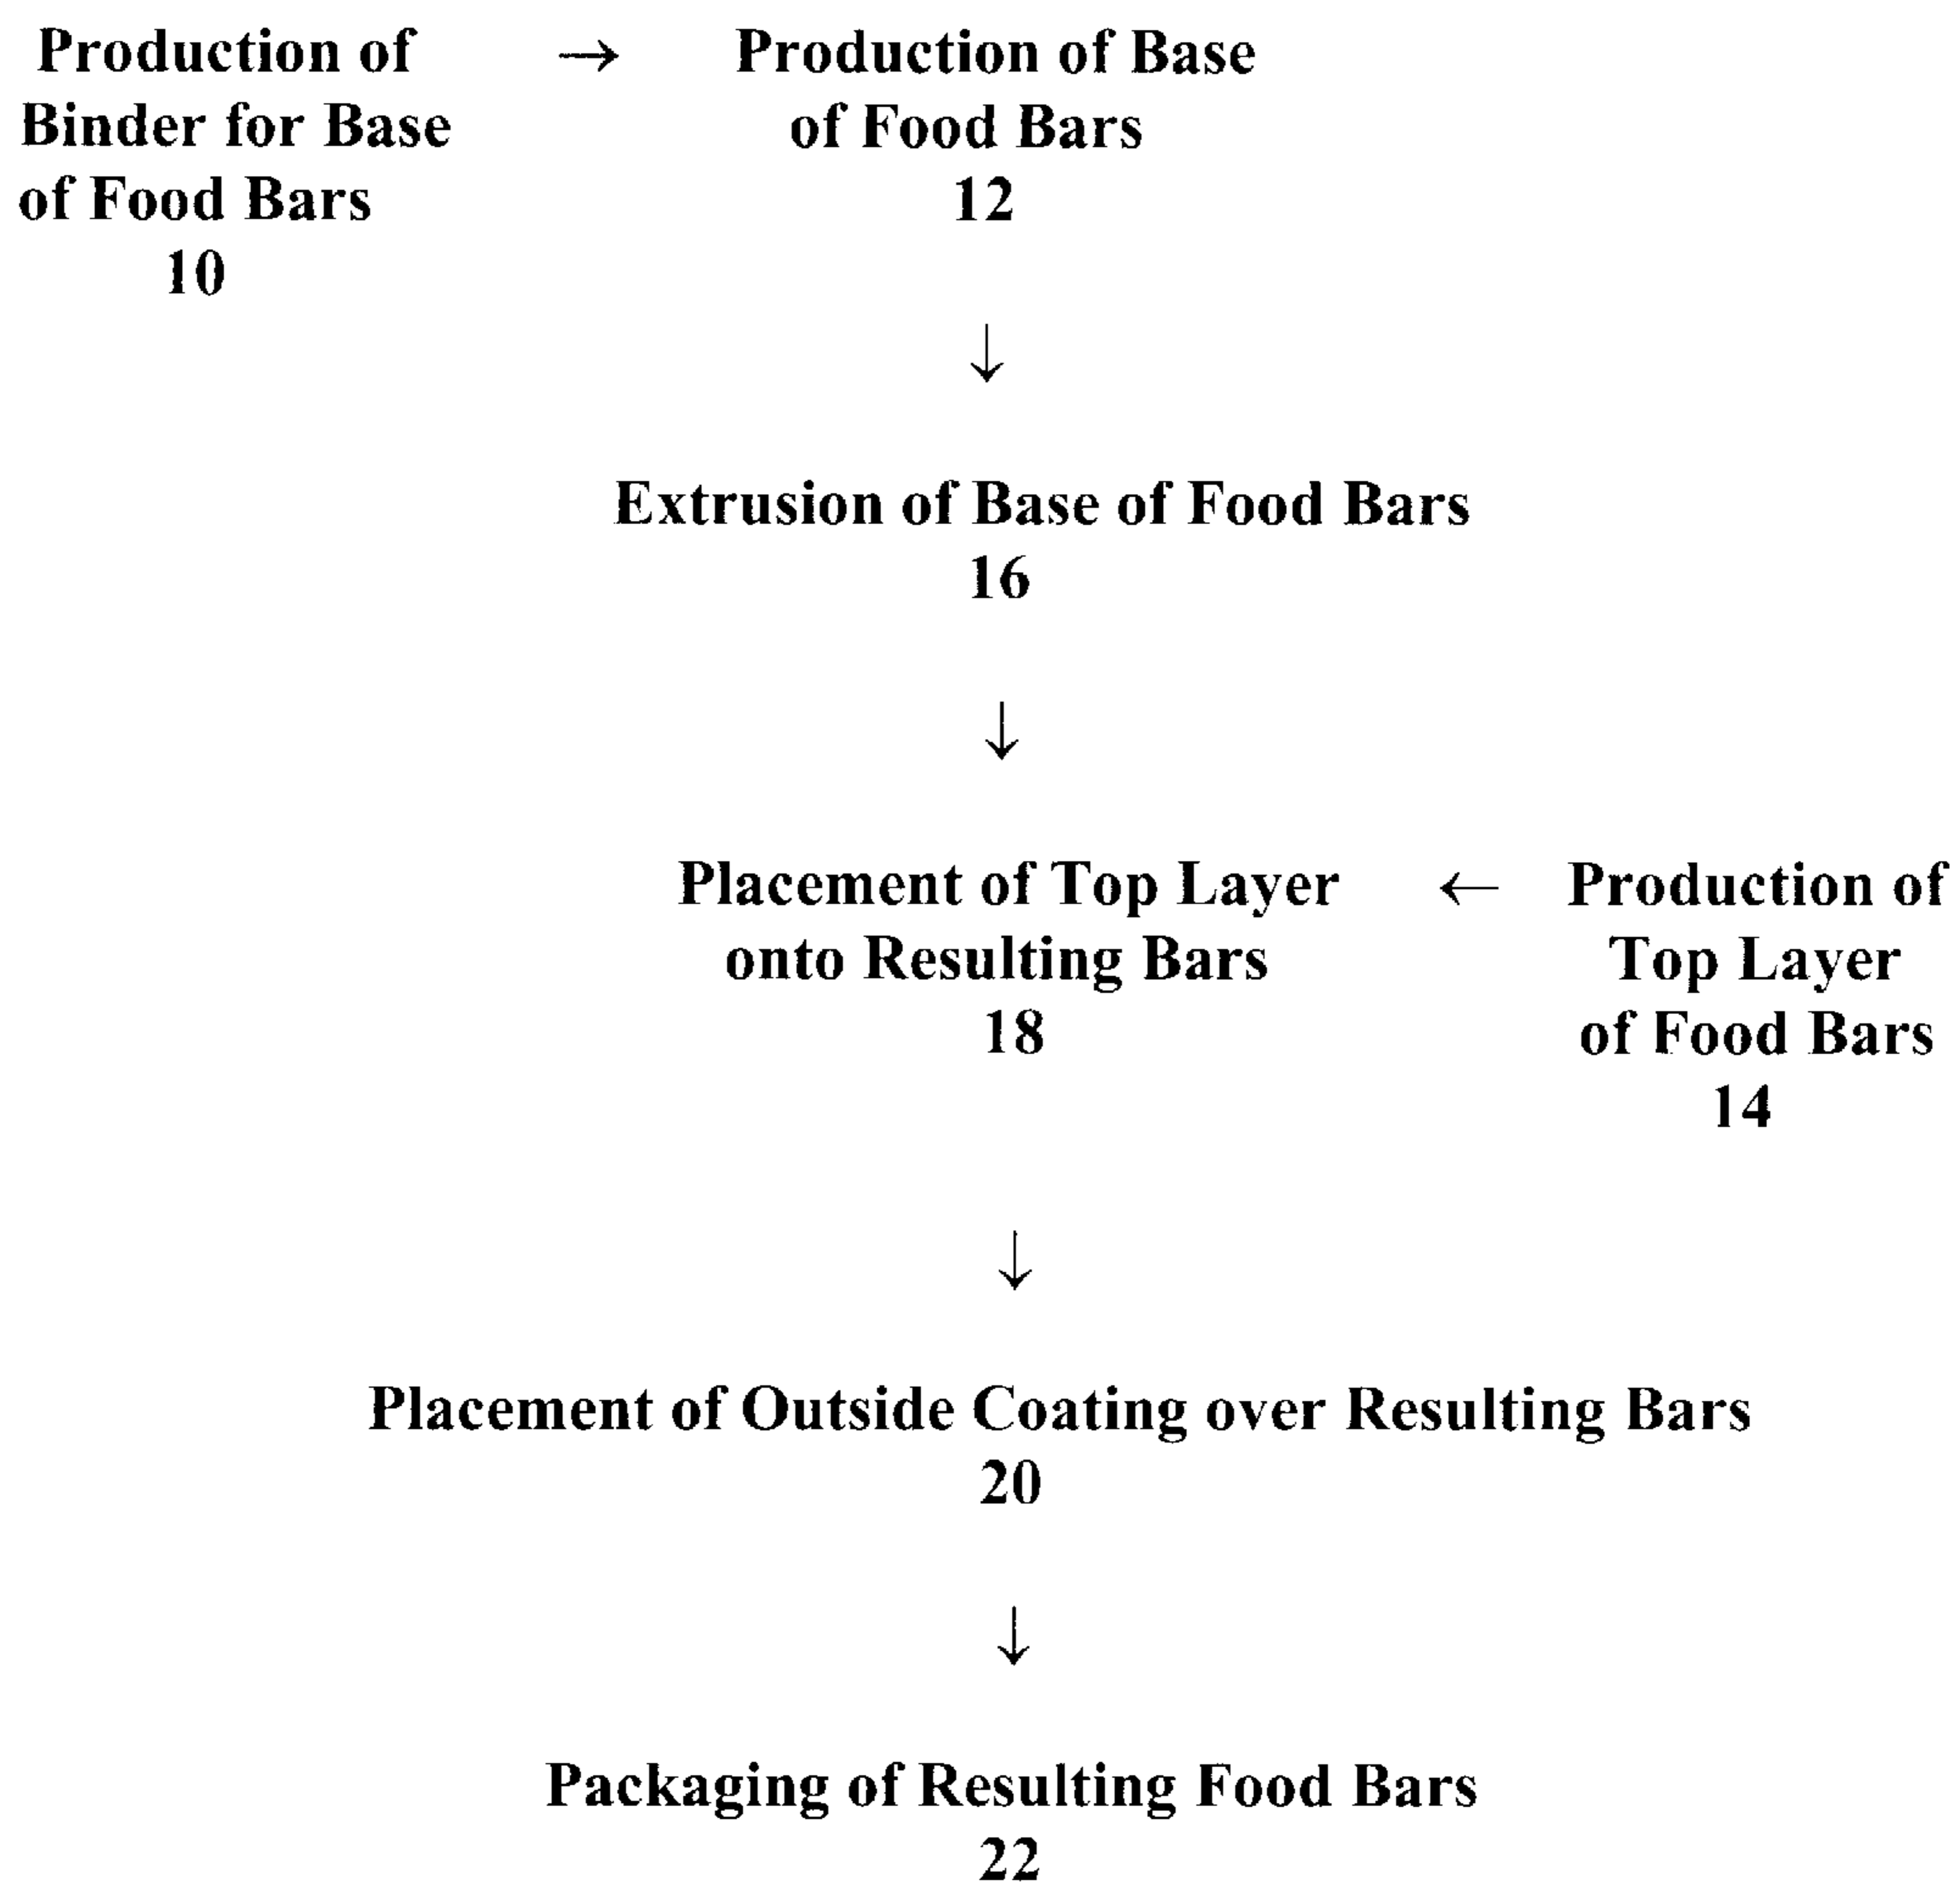 Production of
Binder for Base
of Food Bars
10
→
Production of Base
of Food Bars
12
↓
Extrusion of Base of Food Bars
16
↓
Placement of Top Layer
onto Resulting Bars
18
←
Production of
Top Layer
of Food Bars
14
↓
Placement of Outside Coating over Resulting Bars
20
↓
Packaging of Resulting Food Bars
22